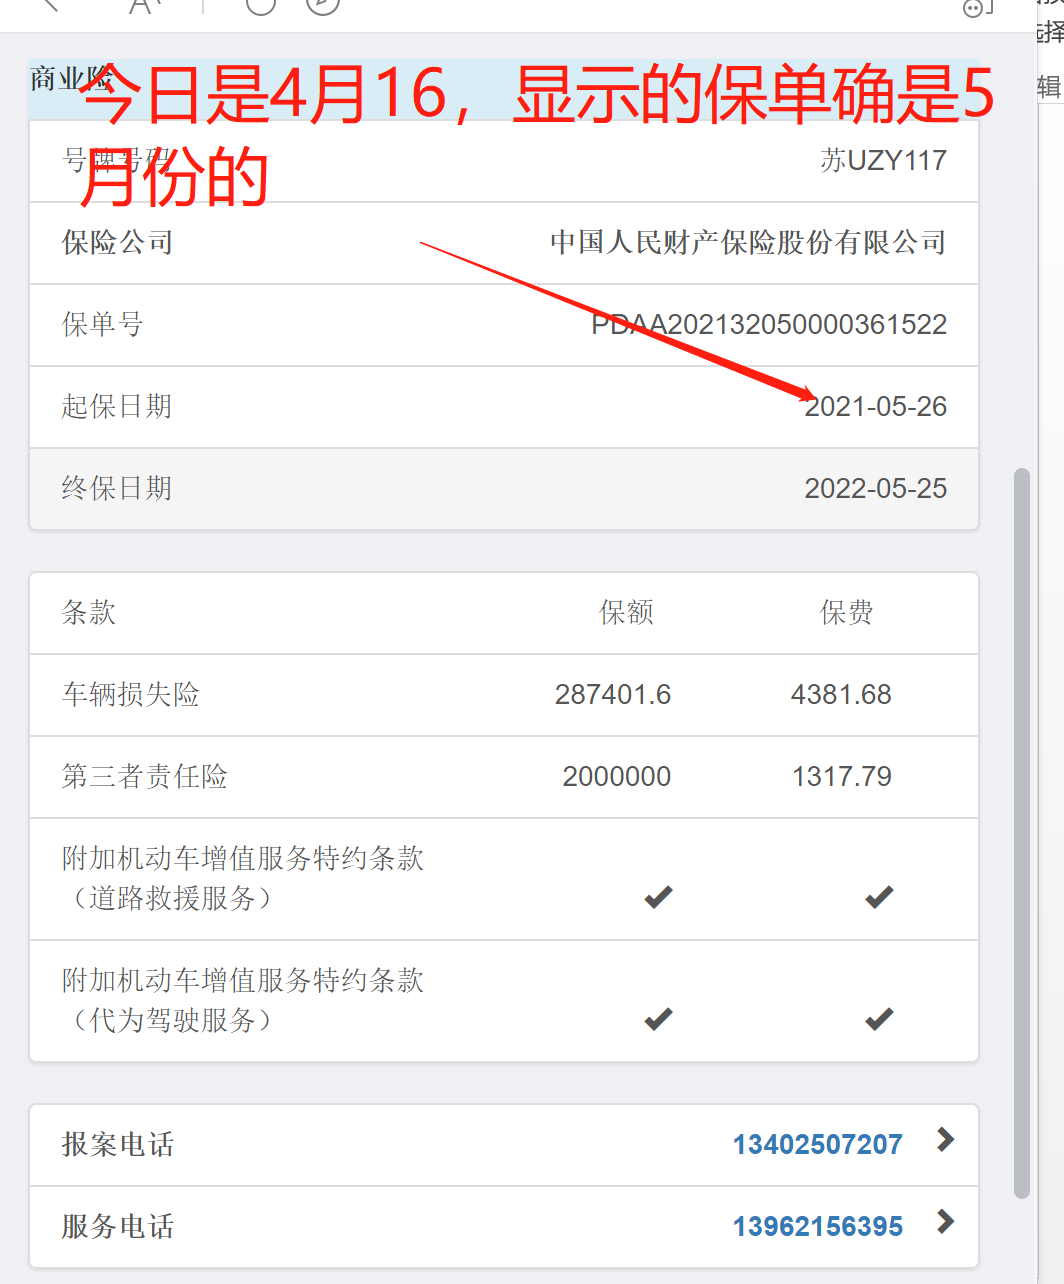 商业险
今日是4月16，显示的保单确是5
月份的
号牌号码 苏UZY117
保险公司 中国人民财产保险股份有限公司
保单号 PDAA202132050000361522
起保日期 2021-05-26
终保日期 2022-05-25
条款 保额 保费
车辆损失险 287401.6 4381.68
第三者责任险 2000000 1317.79
附加机动车增值服务特约条款
（道路救援服务） ✔ ✔
附加机动车增值服务特约条款
（代为驾驶服务） ✔ ✔
报案电话 13402507207
服务电话 13962156395
择
辑